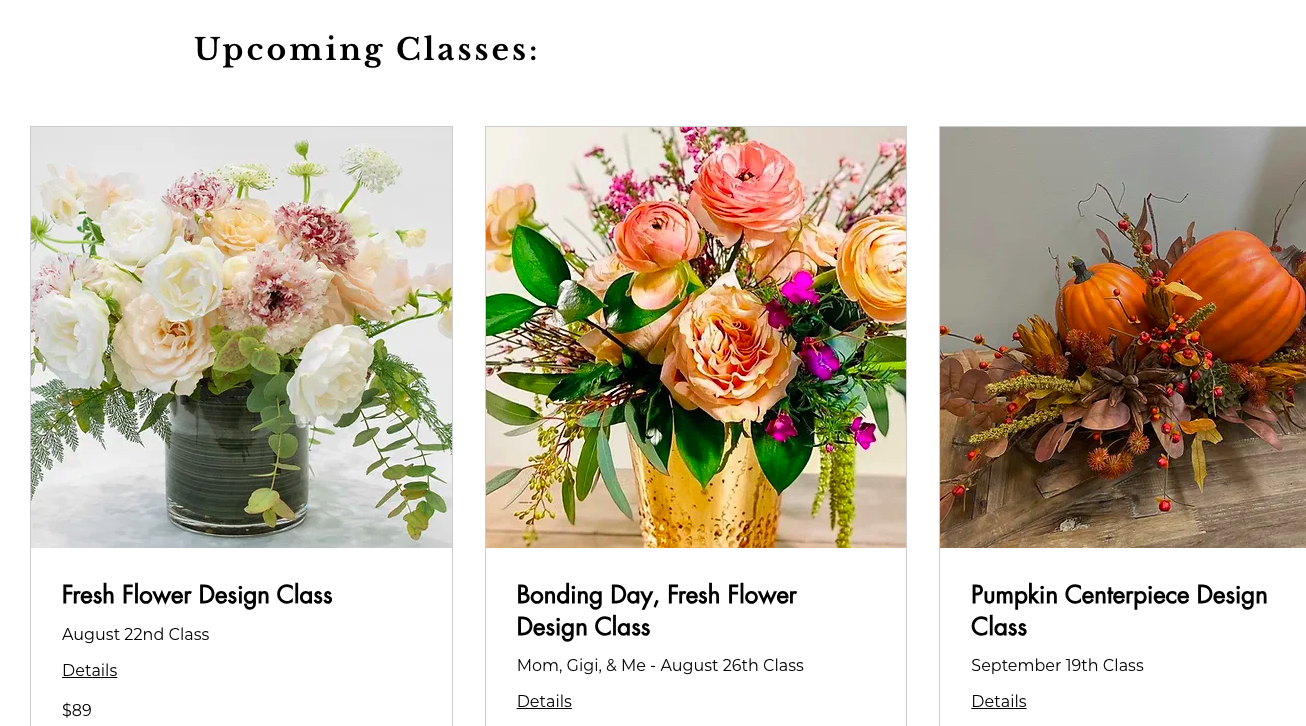 Upcoming Classes:
Fresh Flower Design Class
August 22nd Class
Details
$89
Bonding Day, Fresh Flower
Design Class
Mom, Gigi, & Me - August 26th Class
Details
Pumpkin Centerpiece Design
Class
September 19th Class
Details